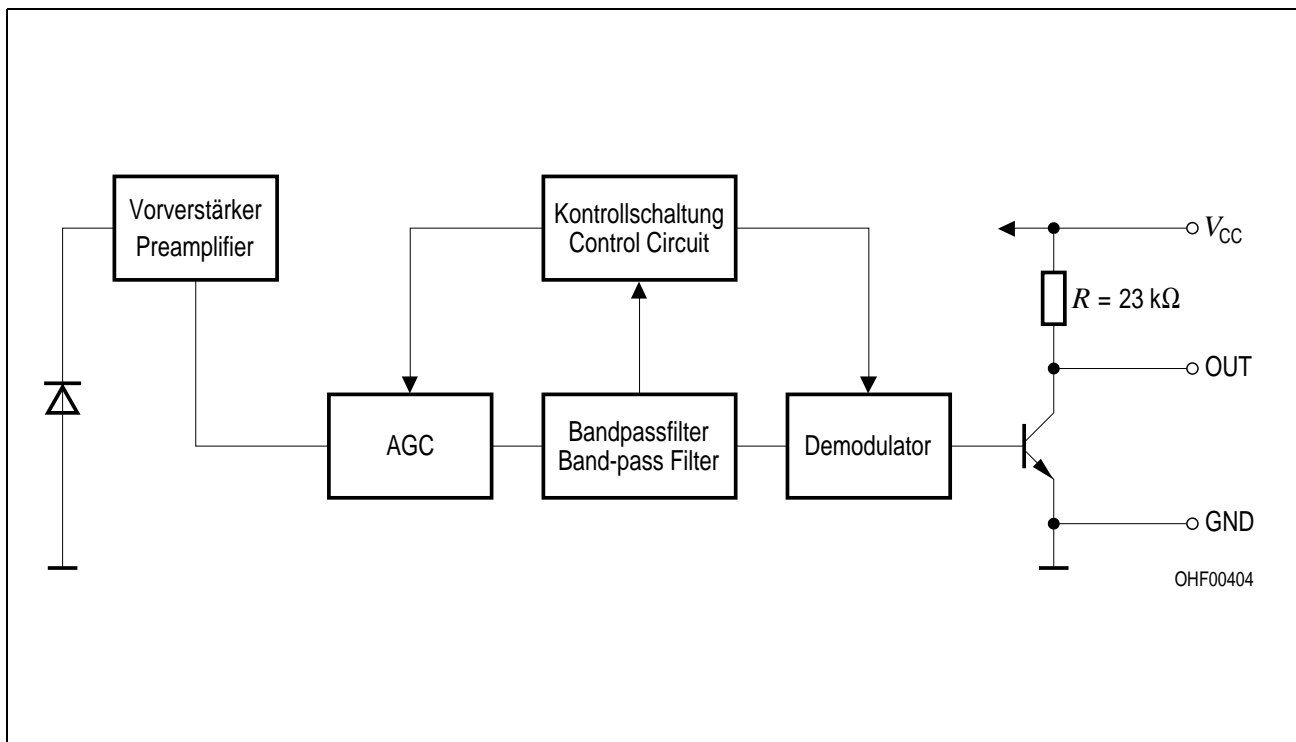 Vorverstärker
Preamplifier
Kontrollschaltung
Control Circuit
V_CC
R = 23 kΩ
OUT
AGC
Bandpassfilter
Band-pass Filter
Demodulator
GND
OHF00404